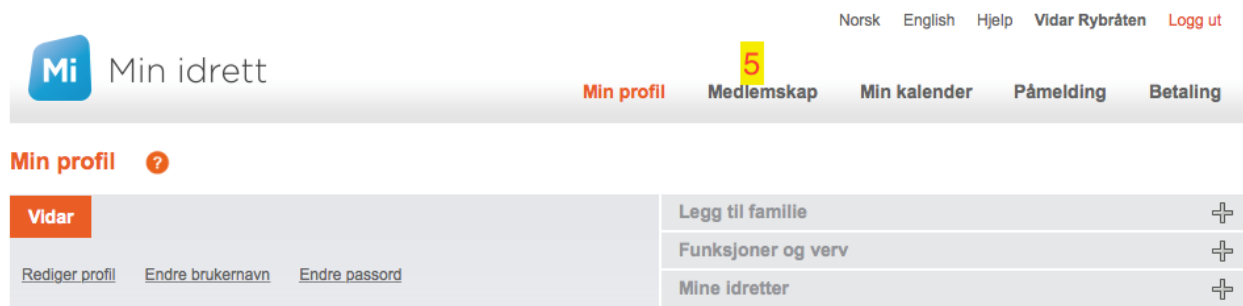 Norsk English Hjelp Vidar Rybråten Logg ut
Mi Min idrett
5
Min profil Medlemskap Min kalender Påmelding Betaling
Min profil ?
Vidar
Rediger profil Endre brukernavn Endre passord
Legg til familie
Funksjoner og verv
Mine idretter